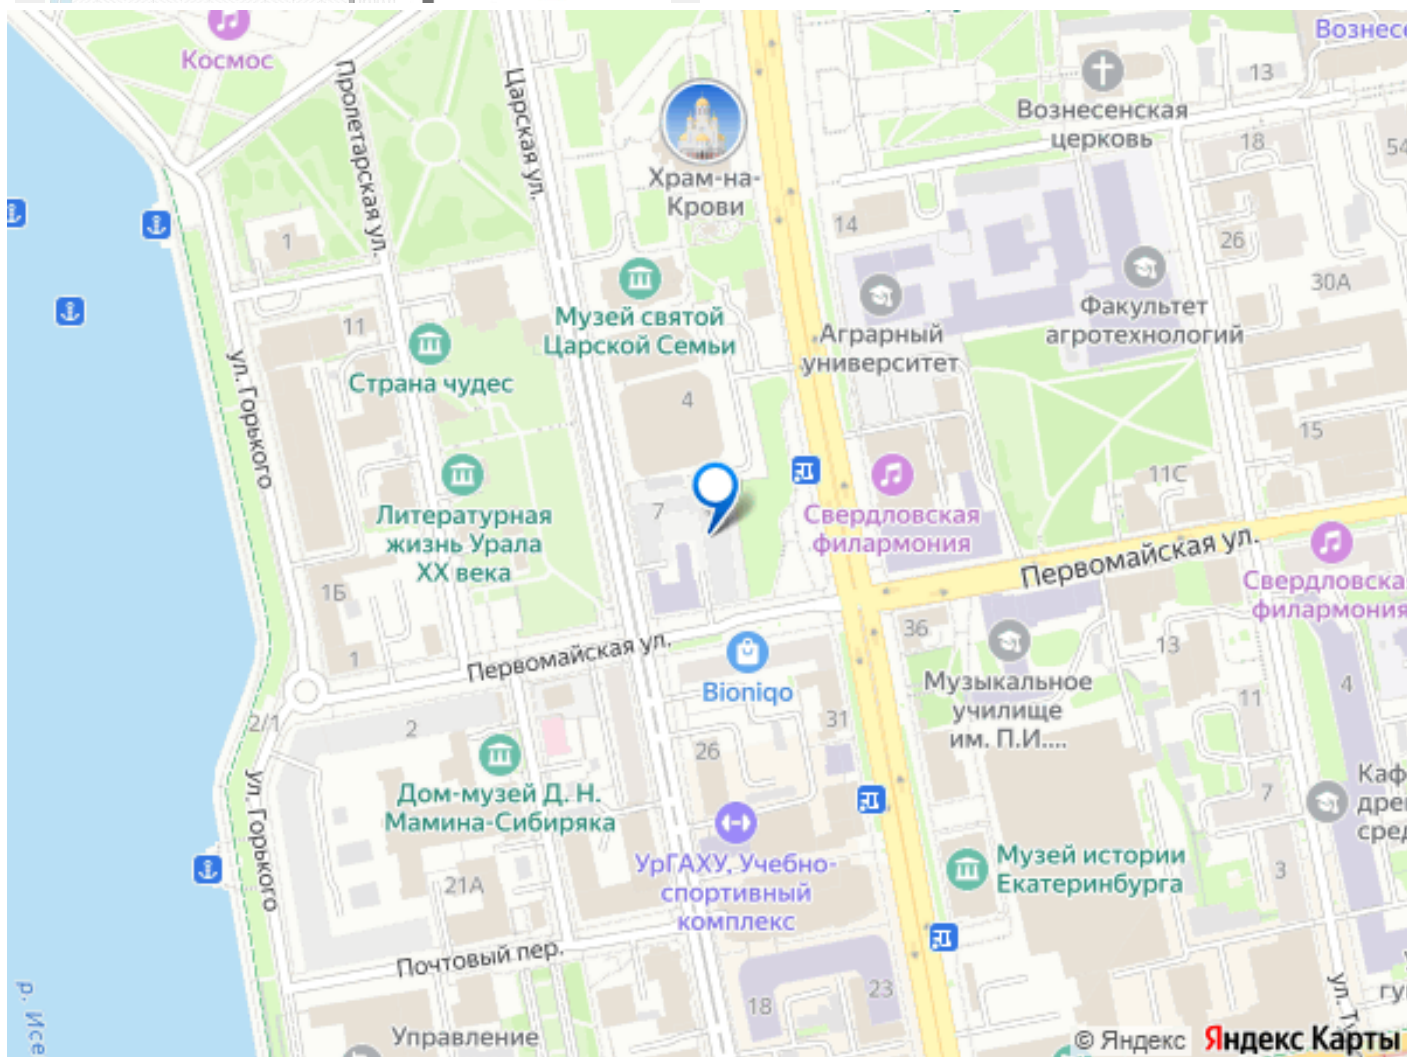 Космос
Вознесе
13
Вознесенская
церковь
18
54
Пролетарская ул.
Царская ул.
Храм-на-
Крови
14
26
1
30А
Факультет
агротехнологий
Аграрный
университет
Музей святой
Царской Семьи
11
Страна чудес
ул. Горького
4
15
11С
7
Литературная
жизнь Урала
XX века
Свердловская
филармония
Первомайская ул.
Свердловска
филармония
1Б
1
Первомайская ул.
36
13
Bioniqo
Музыкальное
училище
им. П.И....
4
11
2/1
2
31
26
7
Каф
дре
сред
ул. Горького
Дом-музей Д. Н.
Мамина-Сибиряка
УрГАХУ, Учебно-
спортивный
комплекс
Музей истории
Екатеринбурга
3
21А
Почтовый пер.
23
18
р. Исе
ул. Ту
гу
Управление
© Яндекс Яндекс Карты